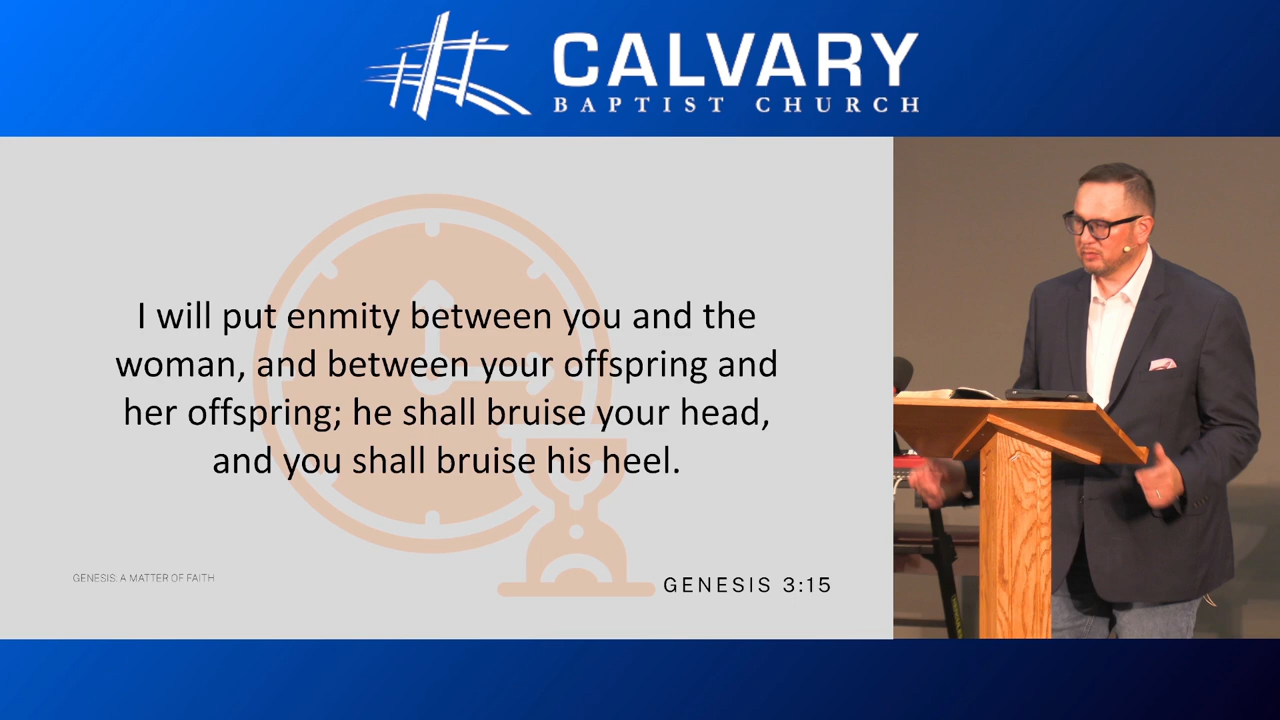 CALVARY
BAPTIST CHURCH
I will put enmity between you and the
woman, and between your offspring and
her offspring; he shall bruise your head,
and you shall bruise his heel.
GENESIS: A MATTER OF FAITH
GENESIS 3:15